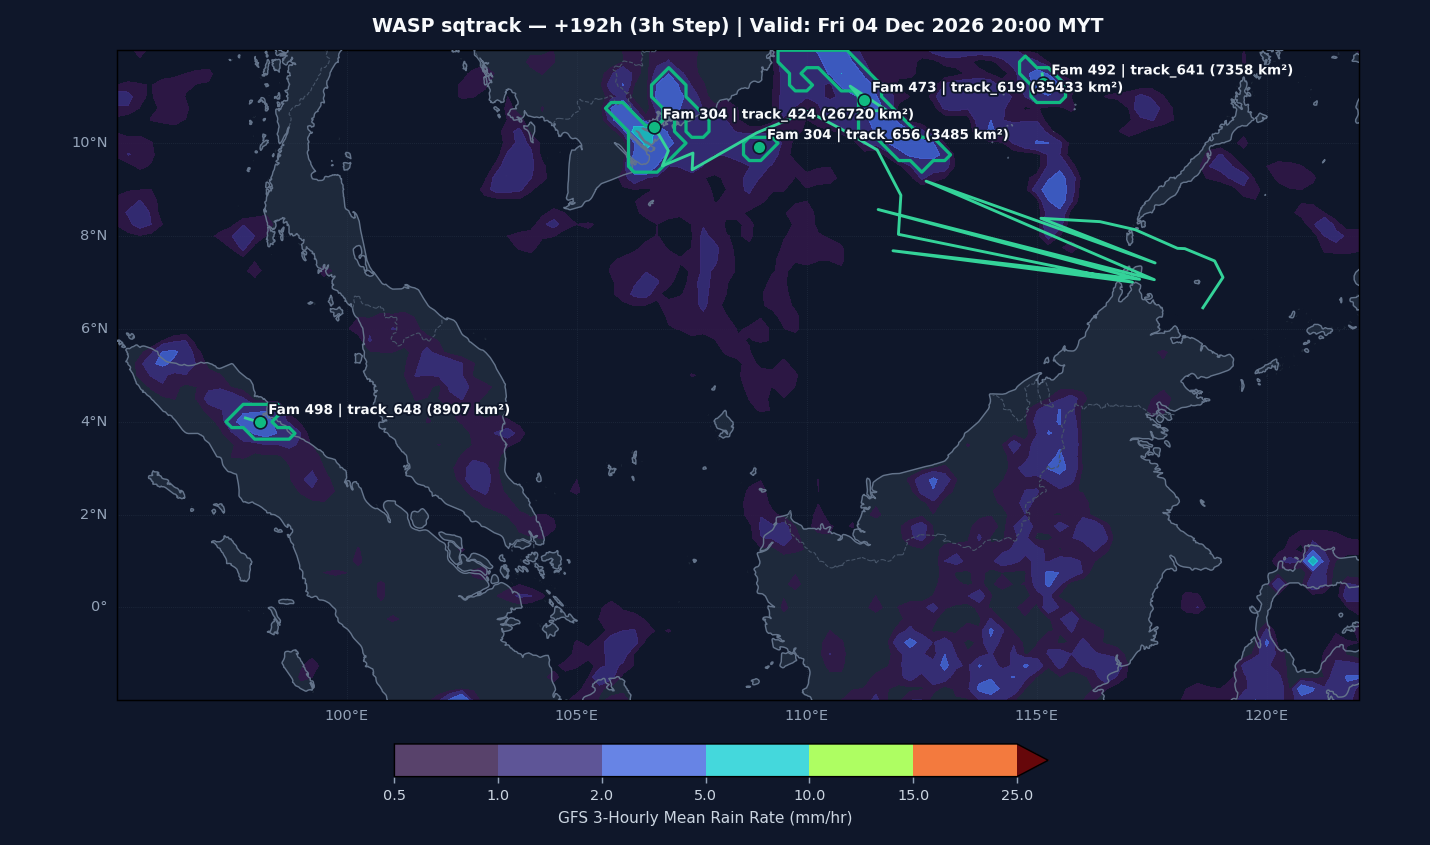 WASP sqtrack — +192h (3h Step) | Valid: Fri 04 Dec 2026 20:00 MYT
Fam 492 | track_641 (7358 km²)
Fam 473 | track_619 (35433 km²)
Fam 304 | track_424 (26720 km²)
Fam 304 | track_656 (3485 km²)
Fam 498 | track_648 (8907 km²)
10°N
8°N
6°N
4°N
2°N
0°
100°E
105°E
110°E
115°E
120°E
0.5
1.0
2.0
5.0
10.0
15.0
25.0
GFS 3-Hourly Mean Rain Rate (mm/hr)